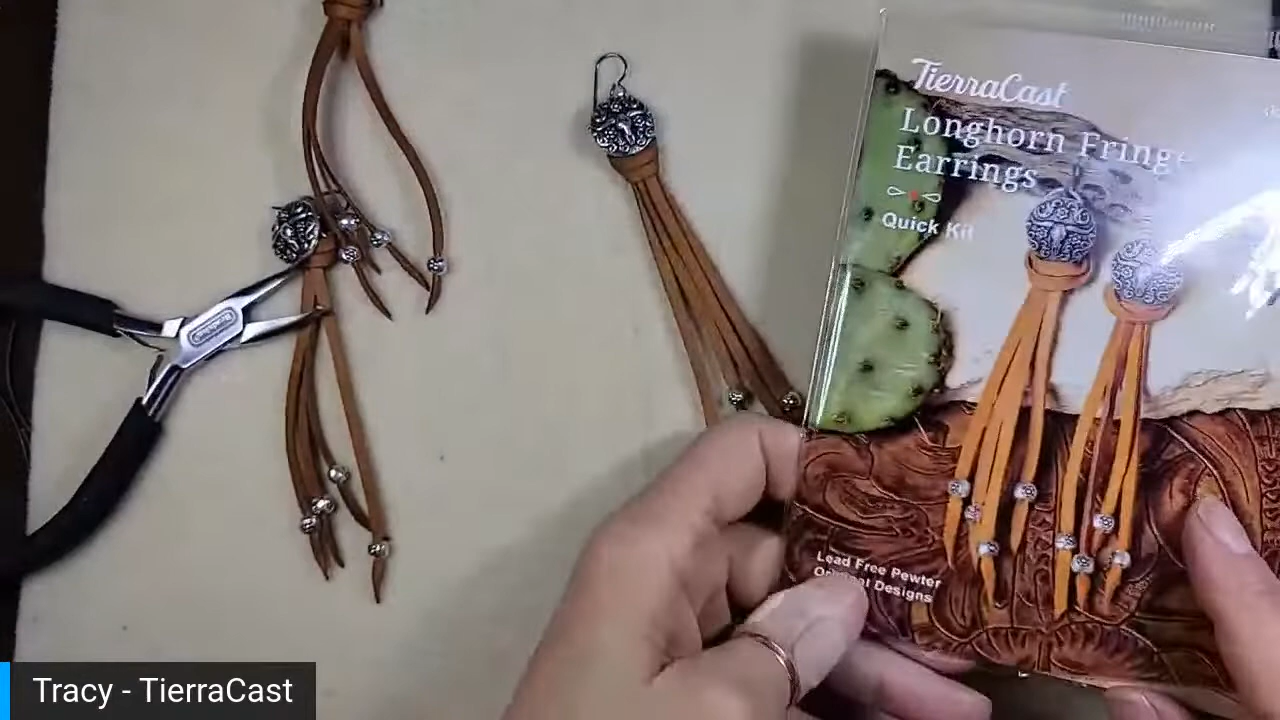 TierraCast
Longhorn Fringe
Earrings
Quick Kit
Lead Free Pewter
Original Designs
Tracy - TierraCast